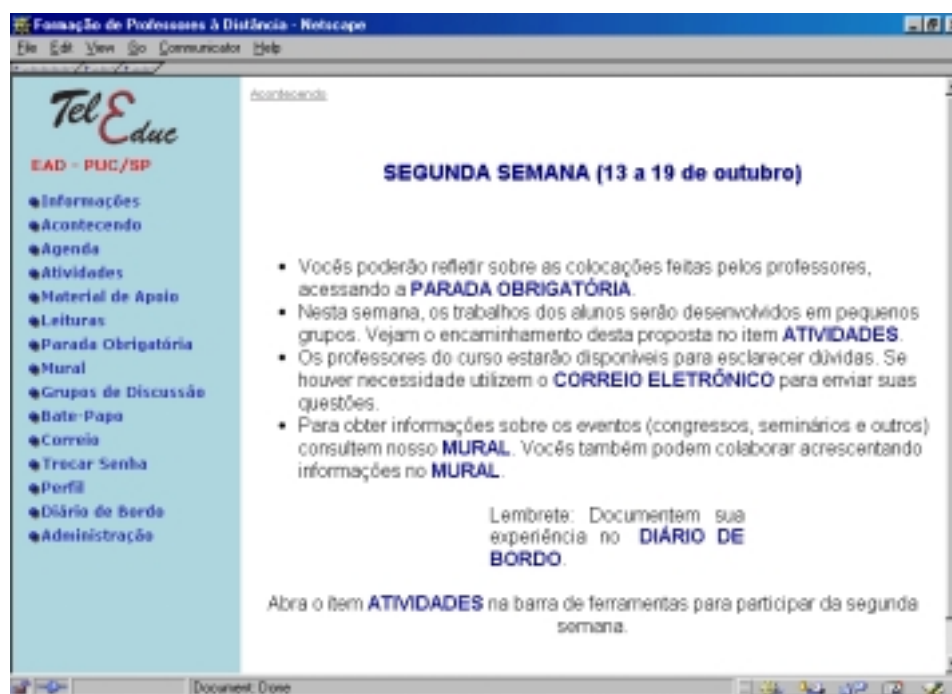 Formação de Professores à Distância - Netscape
File Edit View Go Communicator Help
TelEduc
EAD - PUC/SP
Informações
Acontecendo
Agenda
Atividades
Material de Apoio
Leituras
Parada Obrigatória
Mural
Grupos de Discussão
Bate-Papo
Correio
Trocar Senha
Perfil
Diário de Bordo
Administração
Acontecendo
SEGUNDA SEMANA (13 a 19 de outubro)
Vocês poderão refletir sobre as colocações feitas pelos professores,
acessando a PARADA OBRIGATÓRIA.
Nesta semana, os trabalhos dos alunos serão desenvolvidos em pequenos
grupos. Vejam o encaminhamento desta proposta no item ATIVIDADES.
Os professores do curso estarão disponíveis para esclarecer dúvidas. Se
houver necessidade utilizem o CORREIO ELETRÔNICO para enviar suas
questões.
Para obter informações sobre os eventos (congressos, seminários e outros)
consultem nosso MURAL. Vocês também podem colaborar acrescentando
informações no MURAL.
Lembrete: Documentem sua
experiência no DIÁRIO DE
BORDO.
Abra o item ATIVIDADES na barra de ferramentas para participar da segunda
semana.
Document: Done